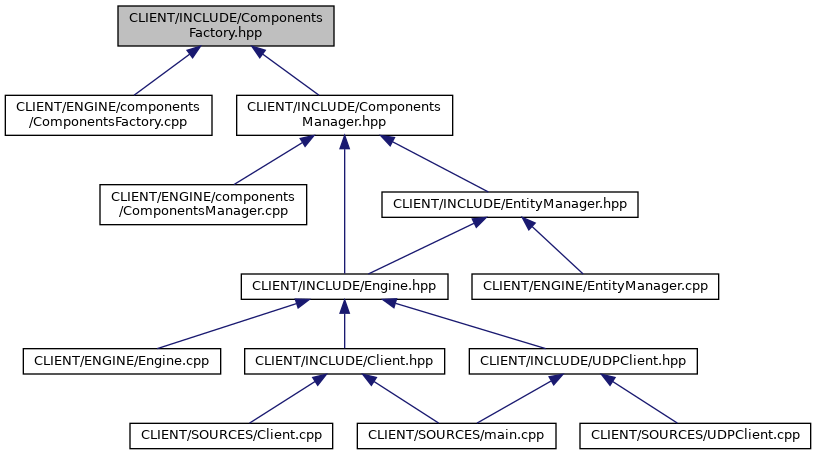 CLIENT/INCLUDE/Components
Factory.hpp
CLIENT/ENGINE/components
/ComponentsFactory.cpp
CLIENT/INCLUDE/Components
Manager.hpp
CLIENT/ENGINE/components
/ComponentsManager.cpp
CLIENT/INCLUDE/EntityManager.hpp
CLIENT/INCLUDE/Engine.hpp
CLIENT/ENGINE/EntityManager.cpp
CLIENT/ENGINE/Engine.cpp
CLIENT/INCLUDE/Client.hpp
CLIENT/INCLUDE/UDPClient.hpp
CLIENT/SOURCES/Client.cpp
CLIENT/SOURCES/main.cpp
CLIENT/SOURCES/UDPClient.cpp